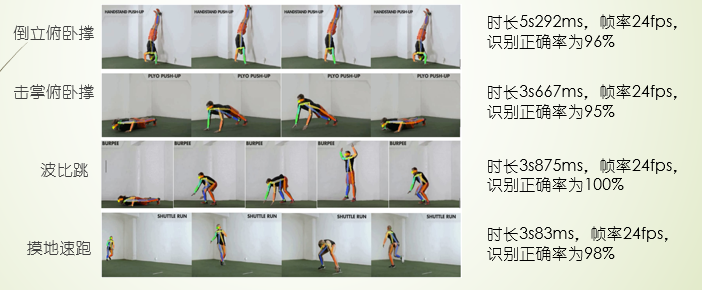 倒立俯卧撑
HANDSTAND PUSH-UP HANDSTAND PUSH-UP HANDSTAND PUSH-UP HANDSTAND PUSH-UP
时长5s292ms，帧率24fps，
识别正确率为96%
击掌俯卧撑
PLYO PUSH-UP PLYO PUSH-UP PLYO PUSH-UP PLYO PUSH-UP
时长3s667ms，帧率24fps，
识别正确率为95%
波比跳
BURPEE BURPEE BURPEE BURPEE BURPEE
时长3s875ms，帧率24fps，
识别正确率为100%
摸地速跑
SHUTTLE RUN SHUTTLE RUN SHUTTLE RUN SHUTTLE RUN
时长3s83ms，帧率24fps，
识别正确率为98%